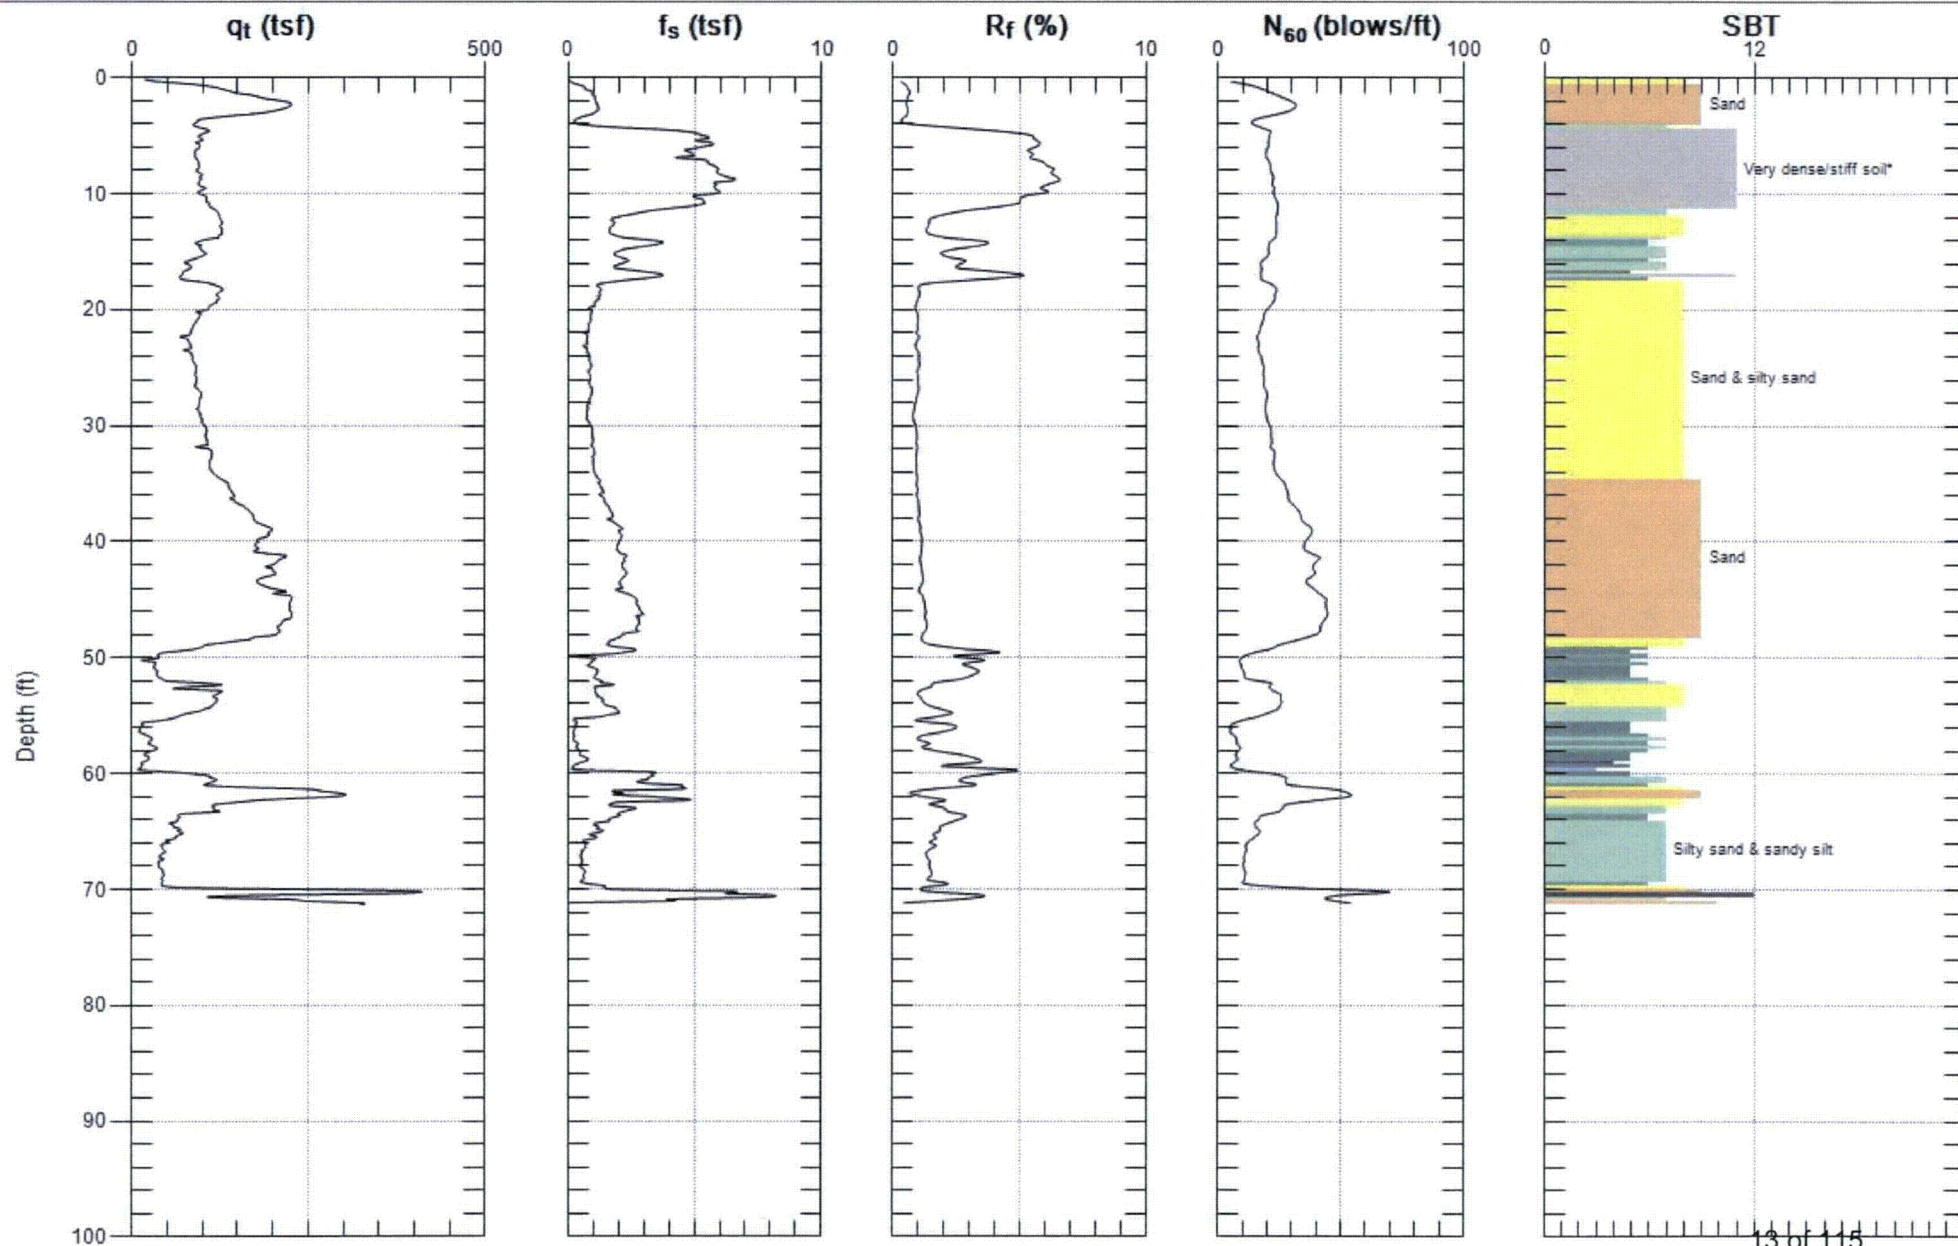 qt (tsf) fs (tsf) Rf (%) N60 (blows/ft) SBT
0 500 0 10 0 10 0 100 0 12
0
Sand
Very dense/stiff soil*
10
20
Sand & silty sand
30
40
Sand
50
Depth (ft)
60
Silty sand & sandy silt
70
80
90
100
13 of 115